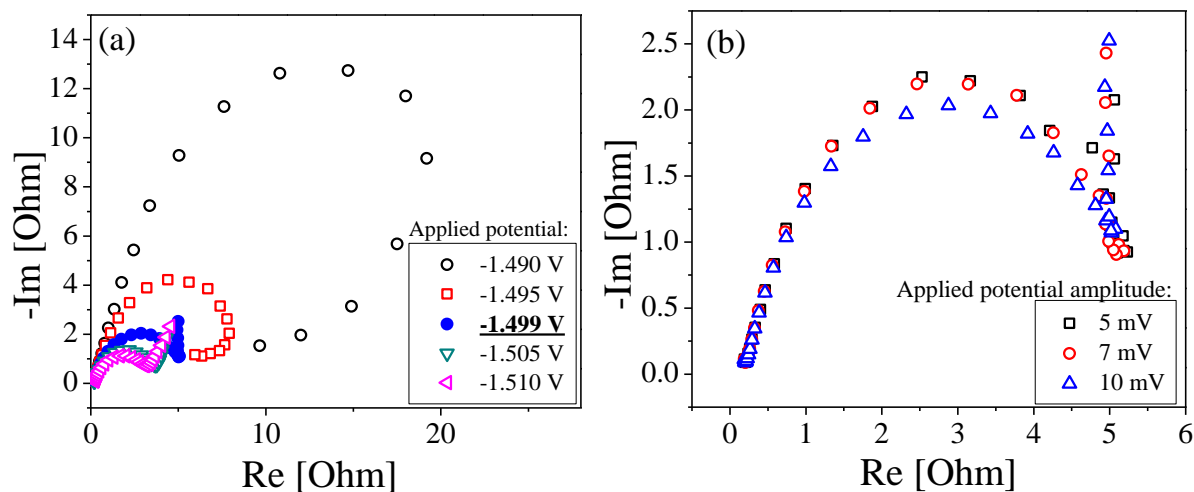 (a)
-Im [Ohm]
14
12
10
8
6
4
2
0
0
10
20
Re [Ohm]
Applied potential:
-1.490 V
-1.495 V
-1.499 V
-1.505 V
-1.510 V
(b)
-Im [Ohm]
2.5
2.0
1.5
1.0
0.5
0.0
0
1
2
3
4
5
6
Re [Ohm]
Applied potential amplitude:
5 mV
7 mV
10 mV